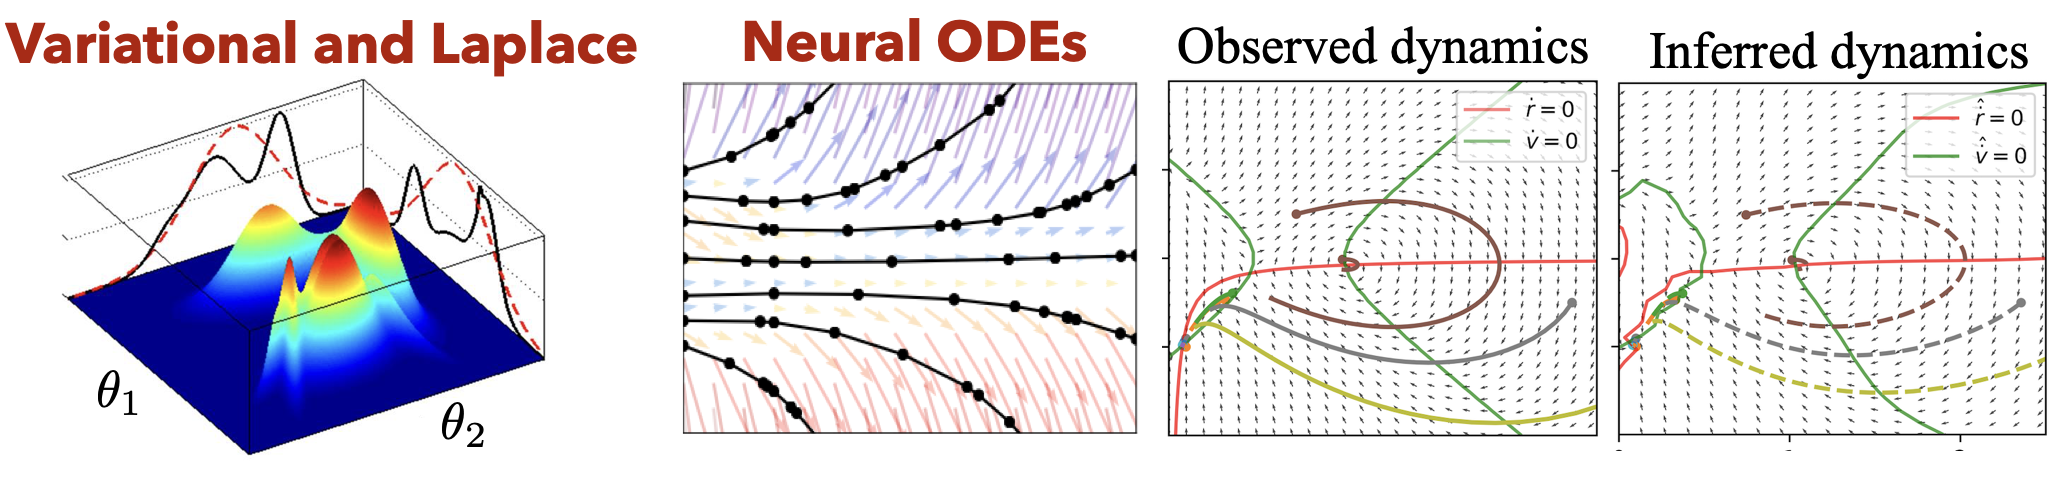 Variational and Laplace
θ₁
θ₂
Neural ODEs
Observed dynamics
ṙ = 0
v̇ = 0
Inferred dynamics
r̂̇ = 0
v̂̇ = 0